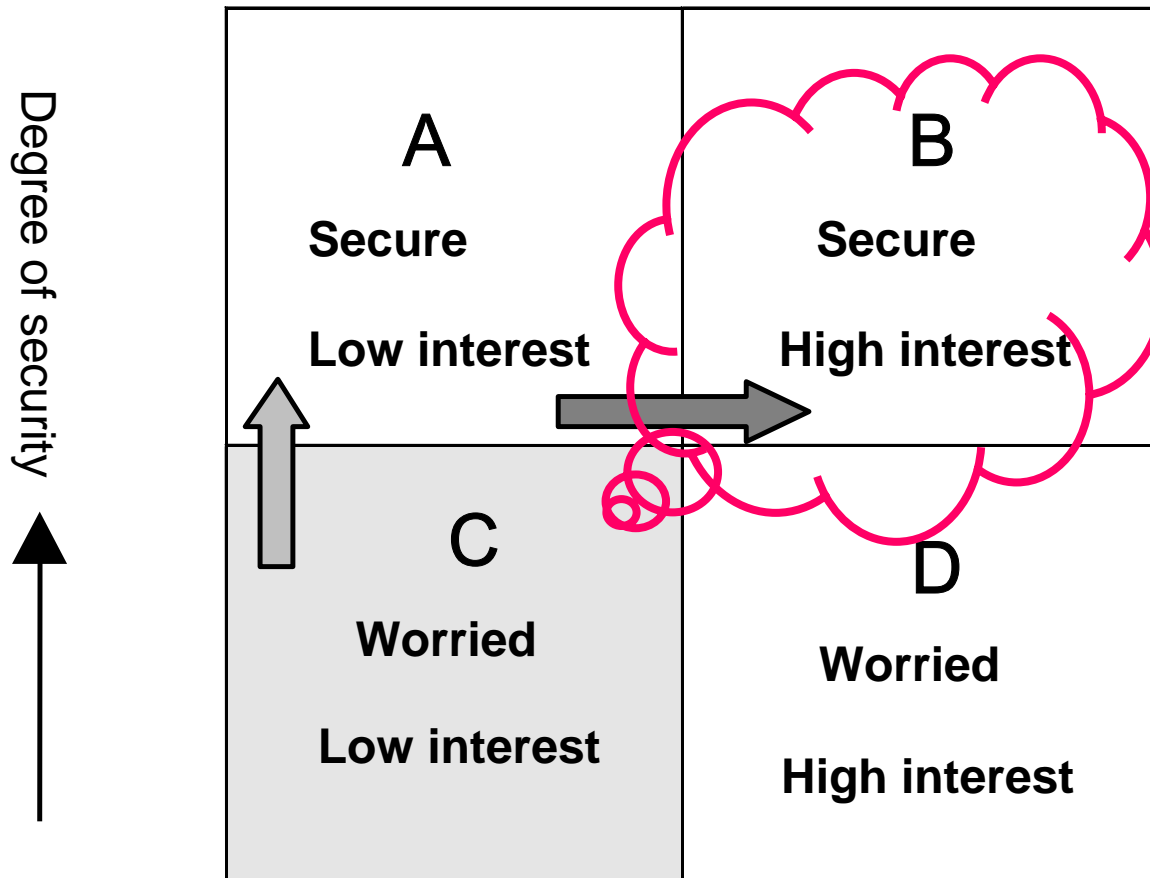 Degree of security
A
Secure
Low interest
B
Secure
High interest
C
Worried
Low interest
D
Worried
High interest